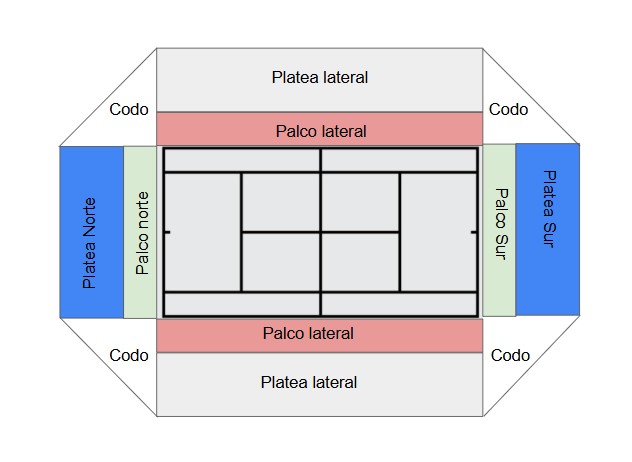 Platea lateral
Codo
Codo
Palco lateral
Platea Norte
Palco norte
Palco Sur
Platea Sur
Palco lateral
Codo
Codo
Platea lateral